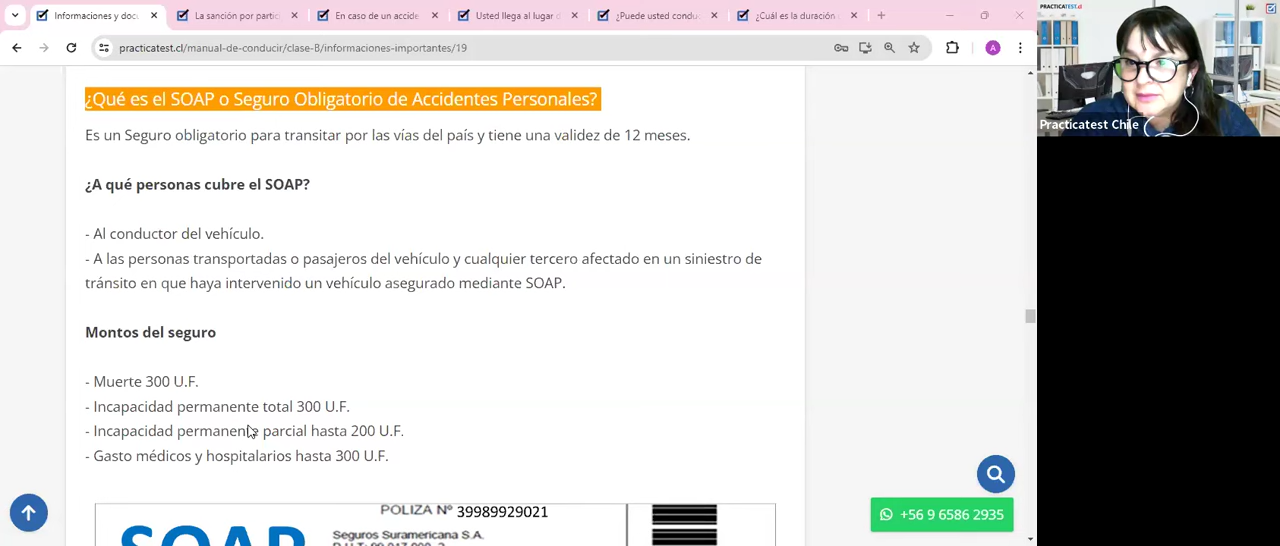 Informaciones y docu
La sanción por partici
En caso de un accide
Usted llega al lugar d
¿Puede usted condu
¿Cuál es la duración
practicatest.cl/manual-de-conducir/clase-B/informaciones-importantes/19
A
PRACTICATEST.cl
Practicatest Chile
¿Qué es el SOAP o Seguro Obligatorio de Accidentes Personales?
Es un Seguro obligatorio para transitar por las vías del país y tiene una validez de 12 meses.
¿A qué personas cubre el SOAP?
- Al conductor del vehículo.
- A las personas transportadas o pasajeros del vehículo y cualquier tercero afectado en un siniestro de
tránsito en que haya intervenido un vehículo asegurado mediante SOAP.
Montos del seguro
- Muerte 300 U.F.
- Incapacidad permanente total 300 U.F.
- Incapacidad permanente parcial hasta 200 U.F.
- Gasto médicos y hospitalarios hasta 300 U.F.
POLIZA Nº 39989929021
SOAP
Seguros Suramericana S.A.
+56 9 6586 2935